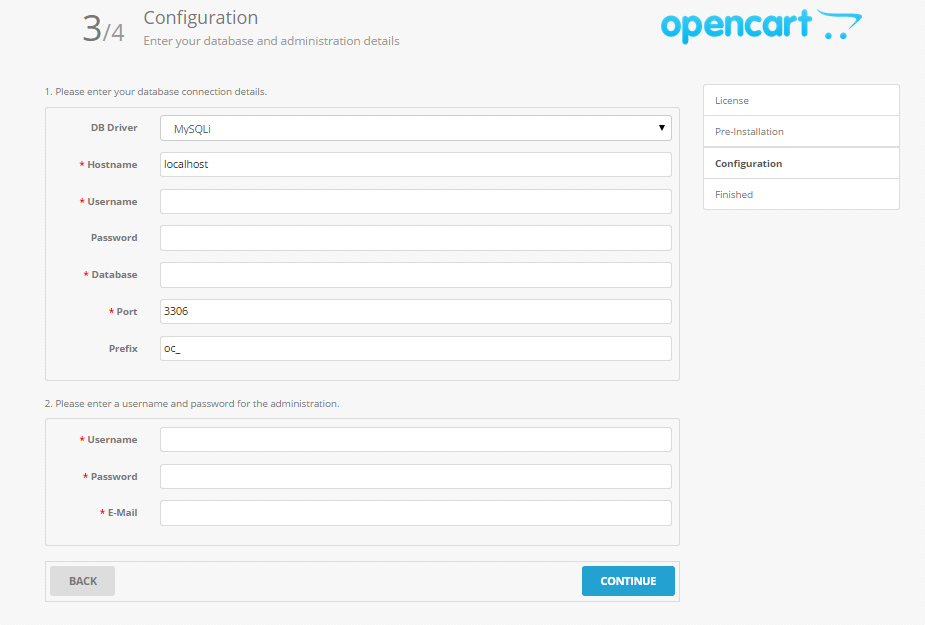 3/4
Configuration
Enter your database and administration details
opencart
1. Please enter your database connection details.
DB Driver MySQLi
* Hostname localhost
* Username
Password
* Database
* Port 3306
Prefix oc_
2. Please enter a username and password for the administration.
* Username
* Password
* E-Mail
BACK CONTINUE
License
Pre-Installation
Configuration
Finished